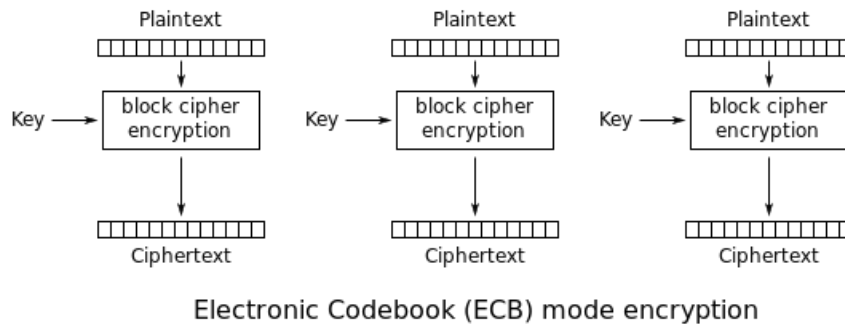 Plaintext Plaintext Plaintext
block cipher block cipher block cipher
Key Key Key
encryption encryption encryption
Ciphertext Ciphertext Ciphertext
Electronic Codebook (ECB) mode encryption